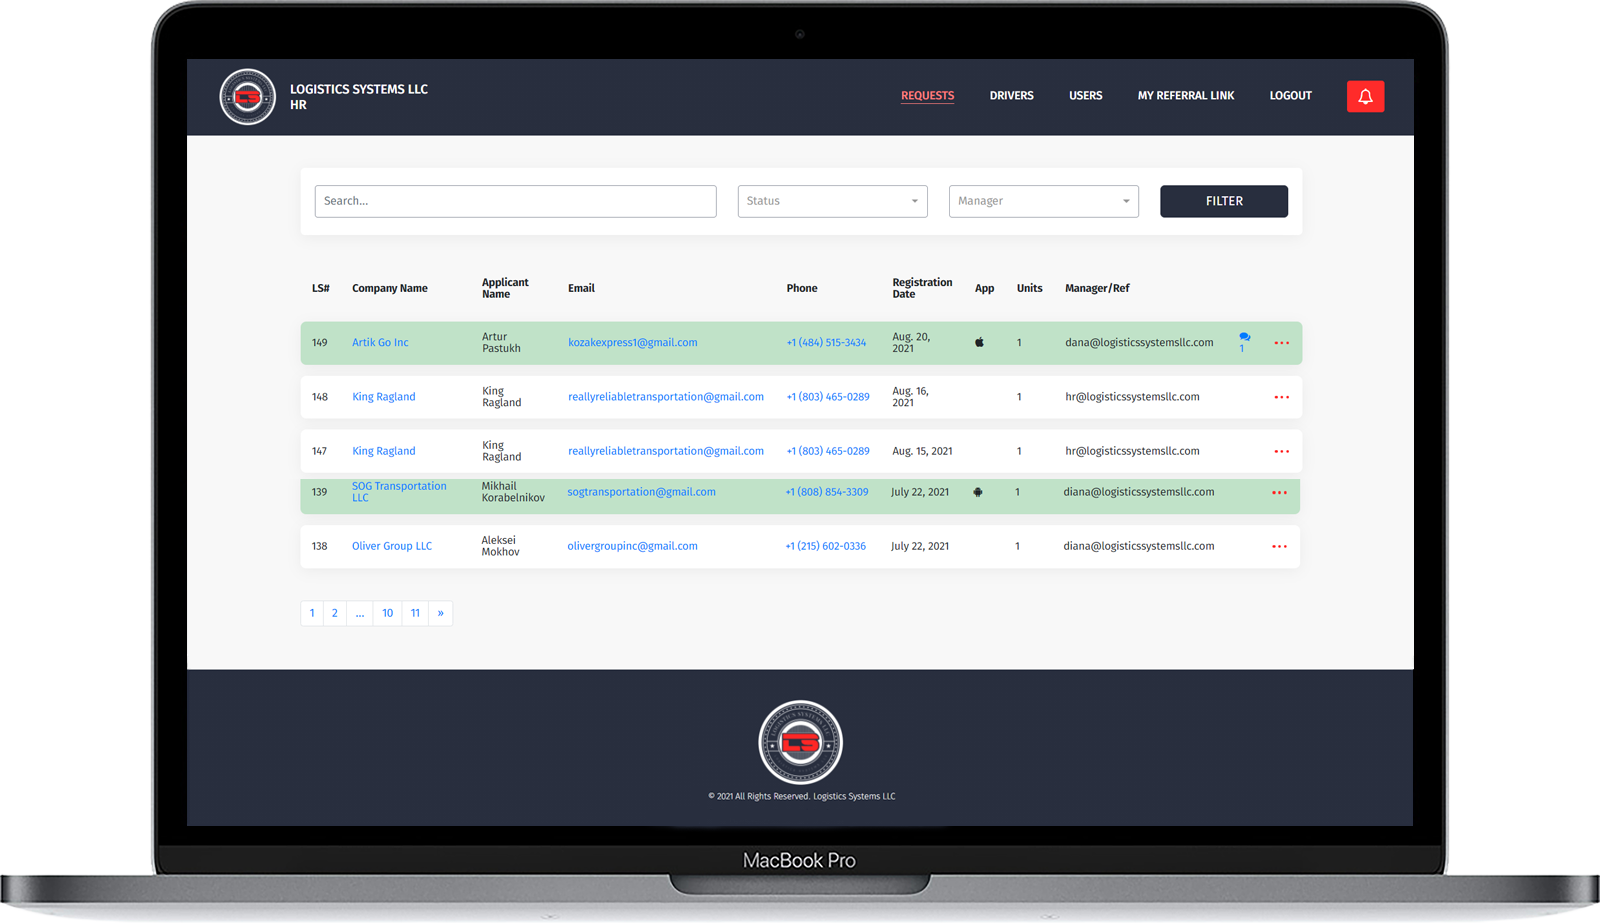 LOGISTICS SYSTEMS LLC
HR
REQUESTS DRIVERS USERS MY REFERRAL LINK LOGOUT
Search... Status Manager FILTER
LS# Company Name Applicant Name Email Phone Registration Date App Units Manager/Ref
149 Artik Go Inc Artur Pastukh kozakexpress1@gmail.com +1 (484) 515-3434 Aug. 20, 2021 1 dana@logisticssystemsllc.com 1
148 King Ragland King Ragland reallyreliabletransportation@gmail.com +1 (803) 465-0289 Aug. 16, 2021 1 hr@logisticssystemsllc.com
147 King Ragland King Ragland reallyreliabletransportation@gmail.com +1 (803) 465-0289 Aug. 15, 2021 1 hr@logisticssystemsllc.com
139 SOG Transportation LLC Mikhail Korabelnikov sogtransportation@gmail.com +1 (808) 854-3309 July 22, 2021 1 diana@logisticssystemsllc.com
138 Oliver Group LLC Aleksei Mokhov olivergroupinc@gmail.com +1 (215) 602-0336 July 22, 2021 1 diana@logisticssystemsllc.com
1 2 ... 10 11 »
LOGISTICS SYSTEMS LLC
LS
© 2021 All Rights Reserved. Logistics Systems LLC
MacBook Pro